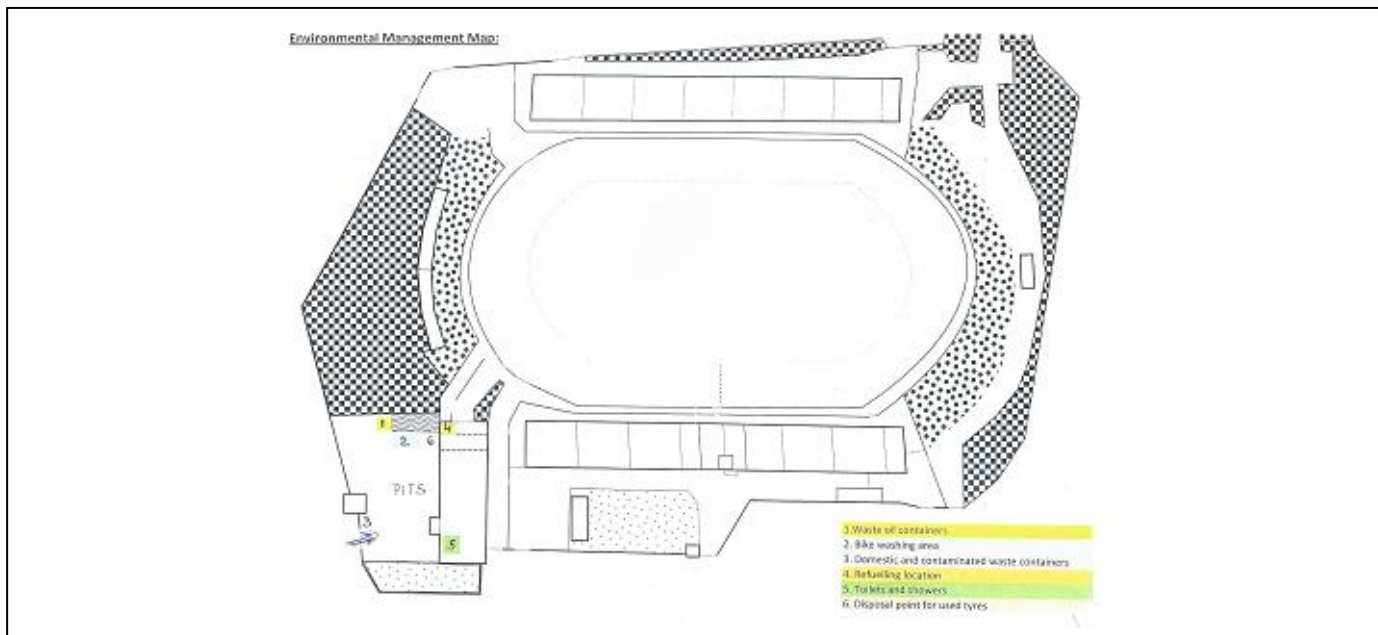 Environmental Management Map:
1
4
2
6
PITS
3
5
1.Waste oil containers
2. Bike washing area
3. Domestic and contaminated waste containers
4. Refuelling location
5. Toilets and showers
6. Disposal point for used tyres